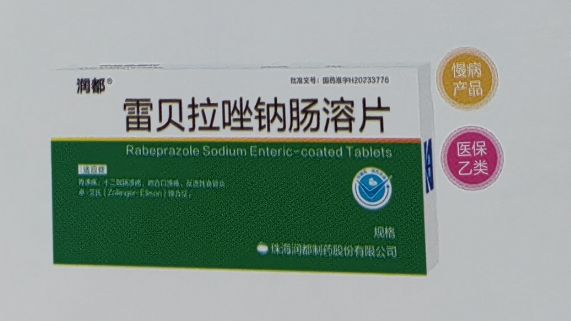 润都®
批准文号：国药准字H20233776
慢病
产品
雷贝拉唑钠肠溶片
Rabeprazole Sodium Enteric-coated Tablets
医保
乙类
适应症
胃溃疡、十二指肠溃疡、吻合口溃疡、反流性食管炎
卓-艾氏（Zollinger-Ellison）综合征。
规格
珠海润都制药股份有限公司